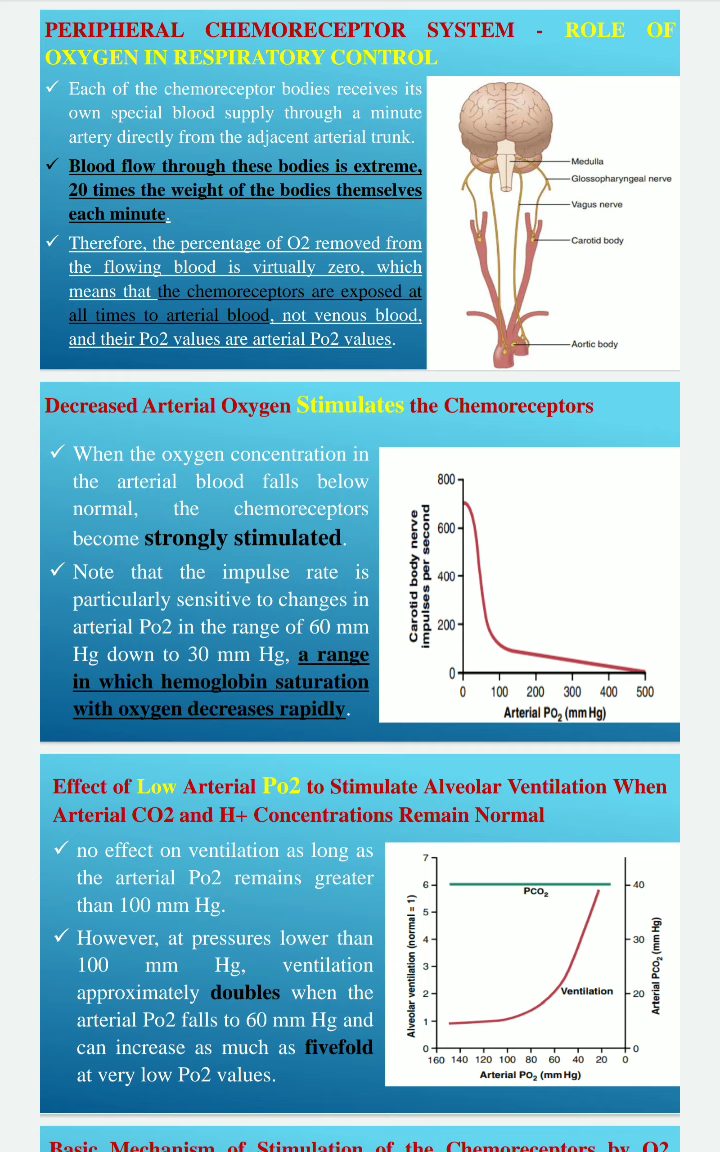 PERIPHERAL CHEMORECEPTOR SYSTEM - ROLE OF
OXYGEN IN RESPIRATORY CONTROL
✓ Each of the chemoreceptor bodies receives its
own special blood supply through a minute
artery directly from the adjacent arterial trunk.
✓ Blood flow through these bodies is extreme,
20 times the weight of the bodies themselves
each minute.
✓ Therefore, the percentage of O2 removed from
the flowing blood is virtually zero, which
means that the chemoreceptors are exposed at
all times to arterial blood, not venous blood,
and their Po2 values are arterial Po2 values.
Medulla
Glossopharyngeal nerve
Vagus nerve
Carotid body
Aortic body
Decreased Arterial Oxygen Stimulates the Chemoreceptors
✓ When the oxygen concentration in
the arterial blood falls below
normal, the chemoreceptors
become strongly stimulated.
✓ Note that the impulse rate is
particularly sensitive to changes in
arterial Po2 in the range of 60 mm
Hg down to 30 mm Hg, a range
in which hemoglobin saturation
with oxygen decreases rapidly.
Carotid body nerve
impulses per second
800
600
400
200
0
0 100 200 300 400 500
Arterial PO₂ (mm Hg)
Effect of Low Arterial Po2 to Stimulate Alveolar Ventilation When
Arterial CO2 and H+ Concentrations Remain Normal
✓ no effect on ventilation as long as
the arterial Po2 remains greater
than 100 mm Hg.
✓ However, at pressures lower than
100 mm Hg, ventilation
approximately doubles when the
arterial Po2 falls to 60 mm Hg and
can increase as much as fivefold
at very low Po2 values.
Alveolar ventilation (normal = 1)
7
6
5
4
3
2
1
0
PCO₂
Ventilation
40
30
20
0
Arterial PCO₂ (mm Hg)
160 140 120 100 80 60 40 20 0
Arterial PO₂ (mm Hg)
Basic Mechanism of Stimulation of the Chemoreceptors by O2